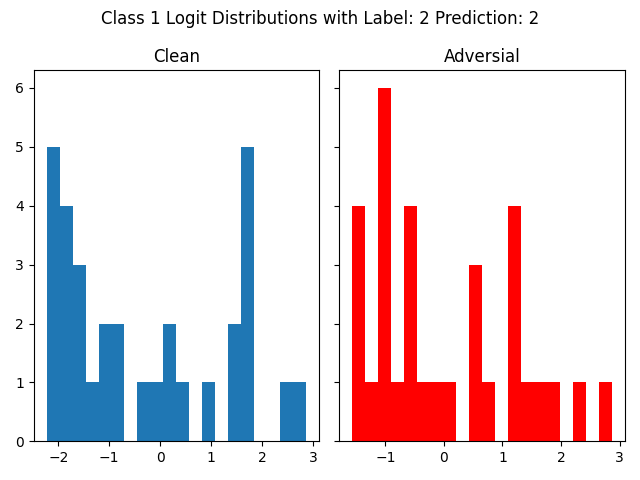 Class 1 Logit Distributions with Label: 2 Prediction: 2
Clean
Adversial
6
5
4
3
2
1
0
−2 −1 0 1 2 3
−1 0 1 2 3